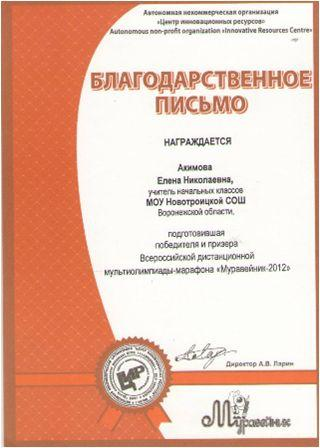 Автономная некоммерческая организация
«Центр инновационных ресурсов»
Autonomous non-profit organization «Innovative Resources Centre»
БЛАГОДАРСТВЕННОЕ
ПИСЬМО
НАГРАЖДАЕТСЯ
Акимова
Елена Николаевна,
учитель начальных классов
МОУ Новотроицкой СОШ
Воронежской области,
подготовившая
победителя и призера
Всероссийской дистанционной
мультиолимпиады-марафона «Муравейник-2012»
Директор А.В. Ларин
ЦИР
Муравейник